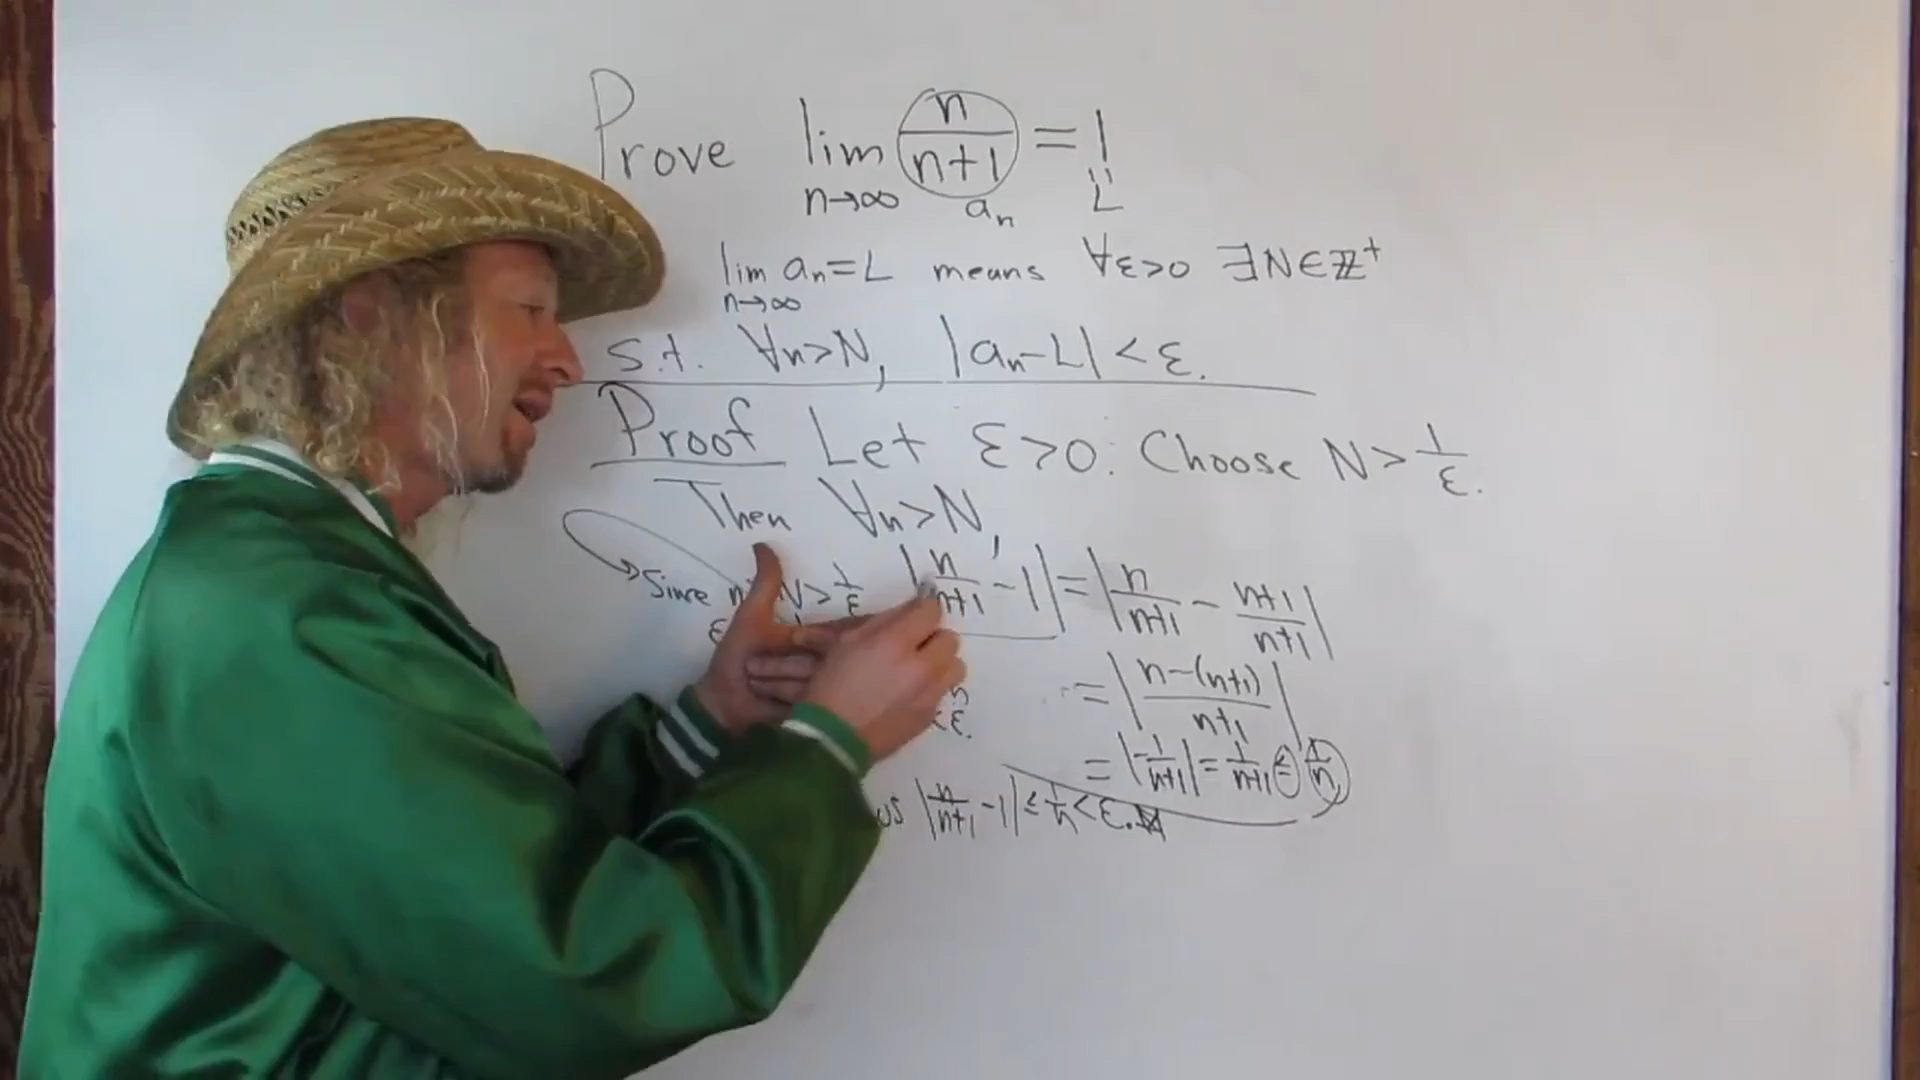 Prove lim n→∞ n/(n+1) = 1
aₙ L
lim n→∞ aₙ = L means ∀ε>0 ∃N∈ℤ⁺
s.t. ∀n>N, |aₙ-L| < ε.
Proof Let ε>0. Choose N > 1/ε.
Then ∀n>N,
|n/(n+1) - 1| = |n/(n+1) - (n+1)/(n+1)|
Since n N > 1/ε
= |(n-(n+1))/(n+1)|
<ε.
= |-1/(n+1)| = 1/(n+1) ≤ 1/n
|n/(n+1) - 1| ≤ 1/n < ε.